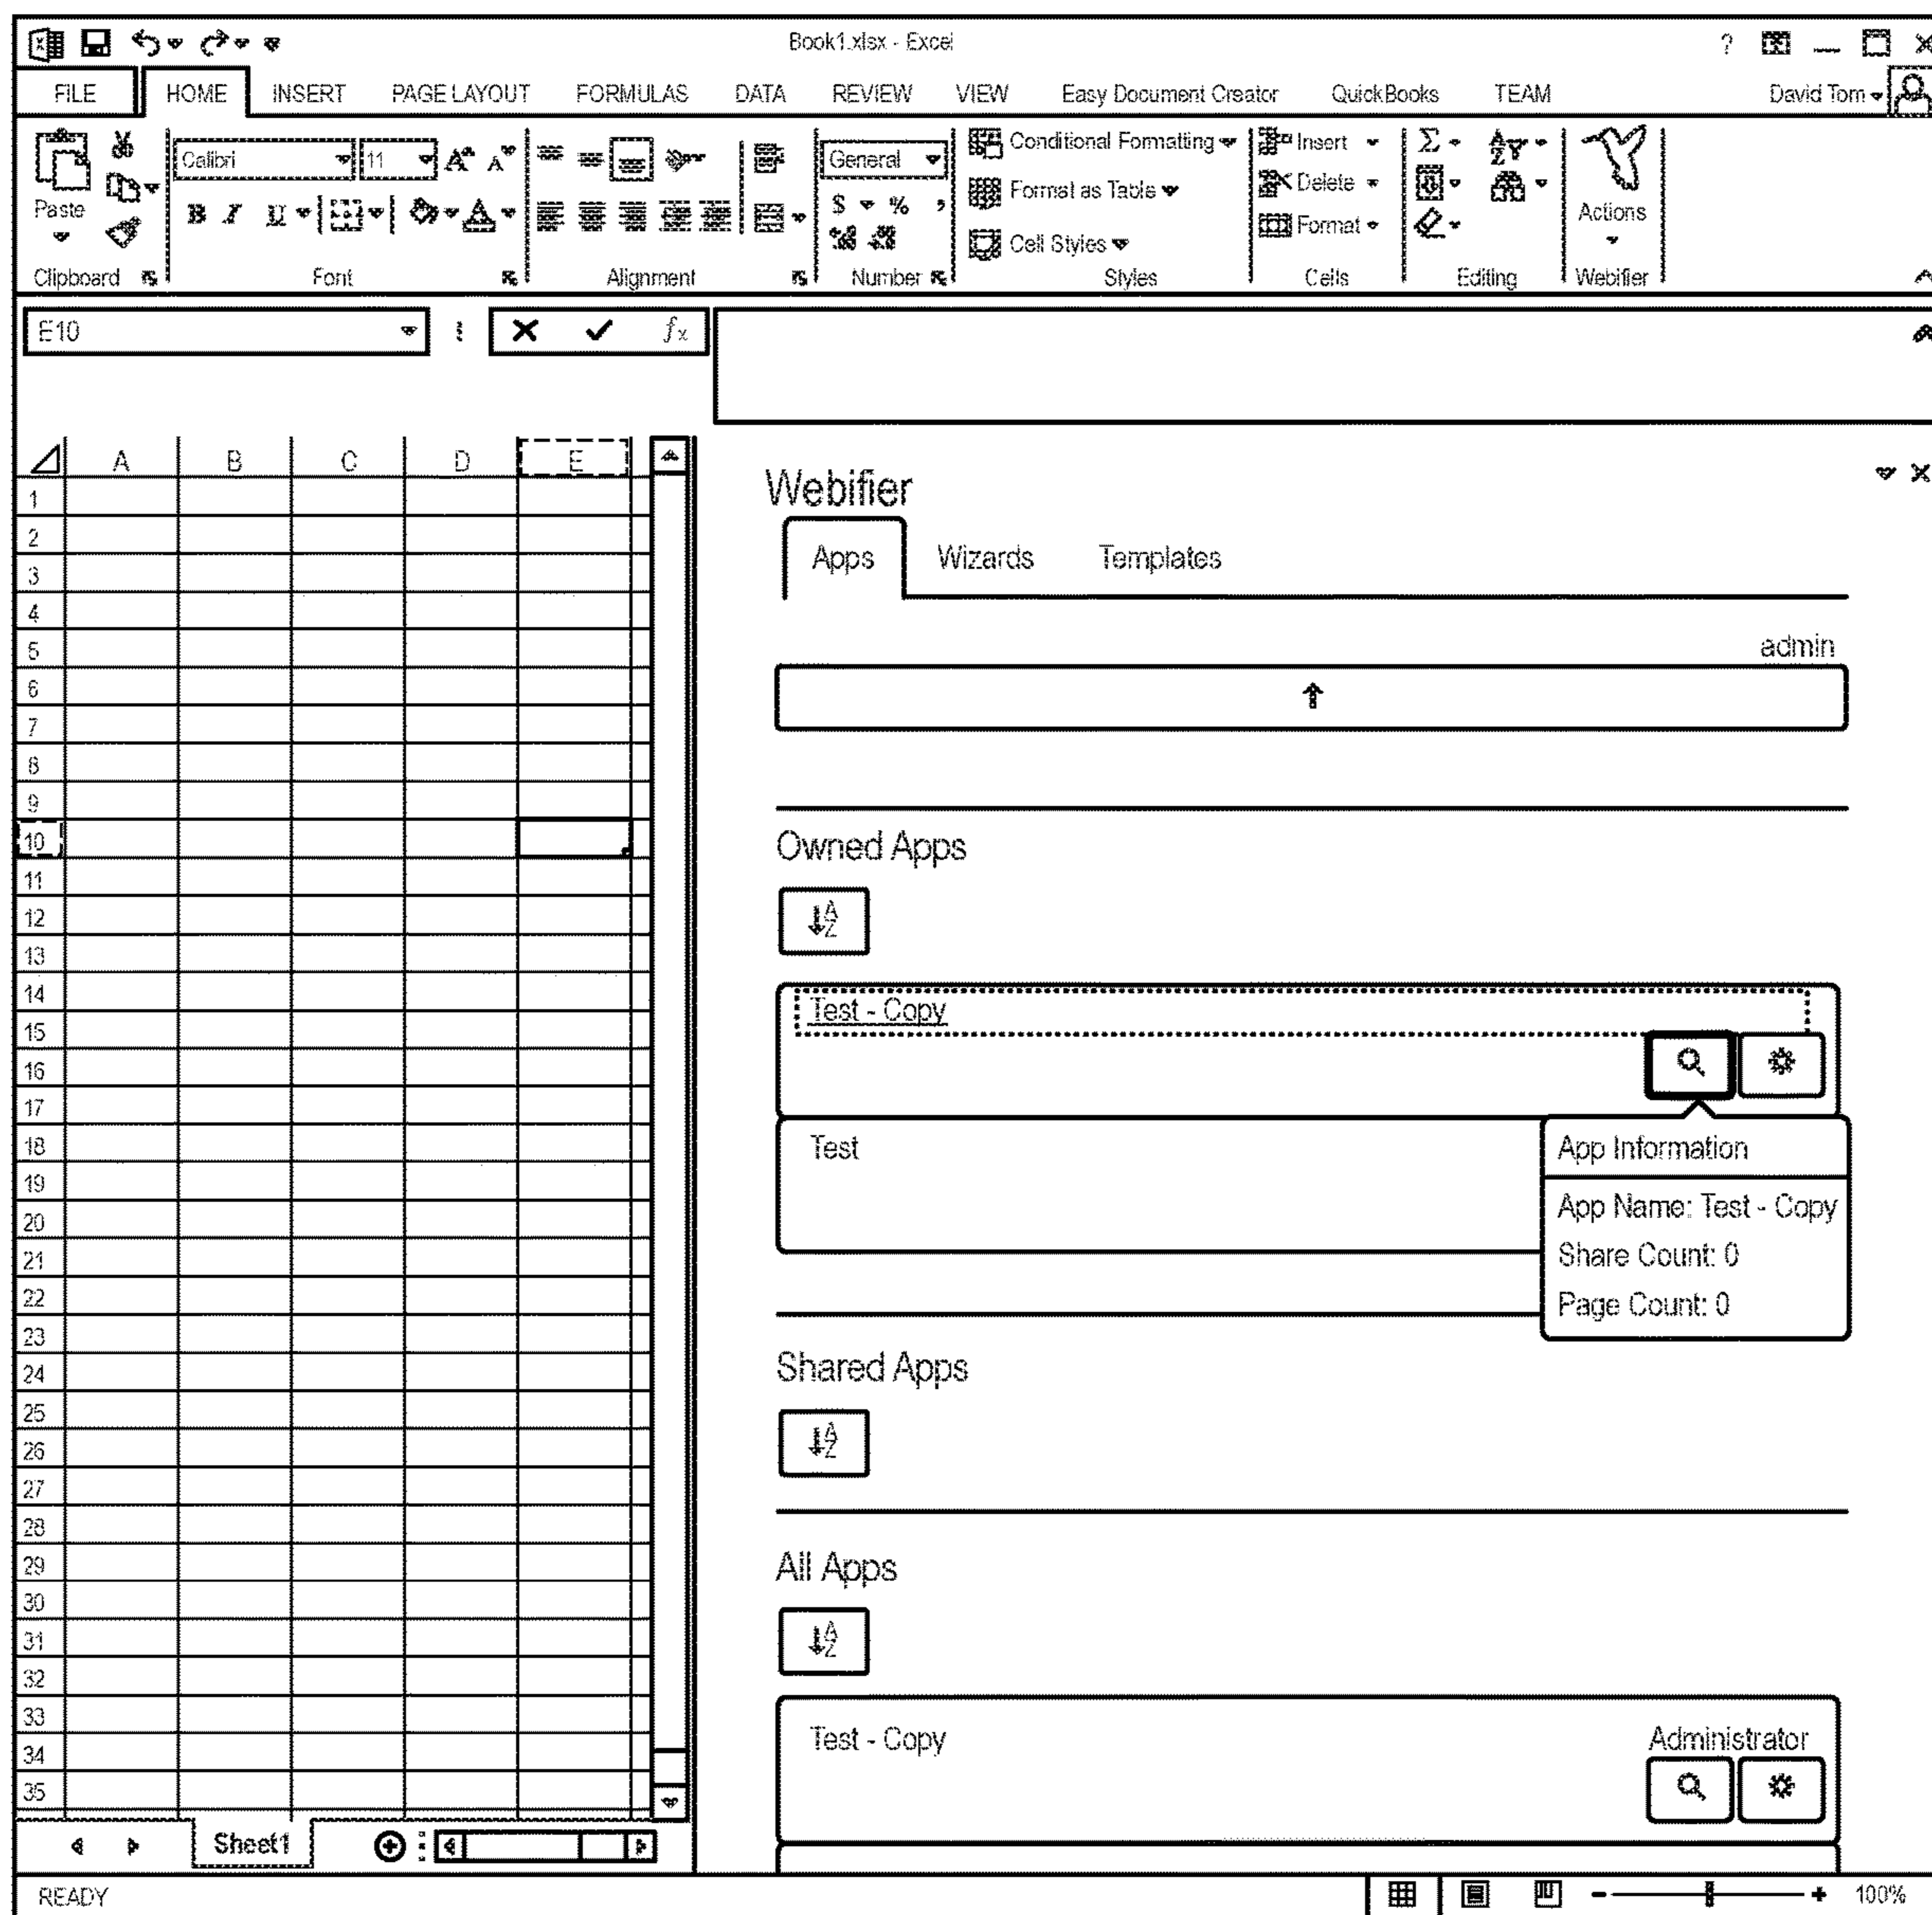 Book1.xlsx - Excel ?
FILE HOME INSERT PAGE LAYOUT FORMULAS DATA REVIEW VIEW Easy Document Creator QuickBooks TEAM David Tom
Calibri 11 A A General Conditional Formatting Insert Σ A Z
Paste B I U A $ % , Format as Table Delete Actions
Cell Styles Format
Clipboard Font Alignment Number Styles Cells Editing Webifier
E10 fx
A B C D E
Webifier
Apps Wizards Templates
admin
Owned Apps
A
Z
Test - Copy
Test
App Information
App Name: Test - Copy
Share Count: 0
Page Count: 0
Shared Apps
A
Z
All Apps
A
Z
Test - Copy Administrator
1
2
3
4
5
6
7
8
9
10
11
12
13
14
15
16
17
18
19
20
21
22
23
24
25
26
27
28
29
30
31
32
33
34
35
Sheet1
READY 100%